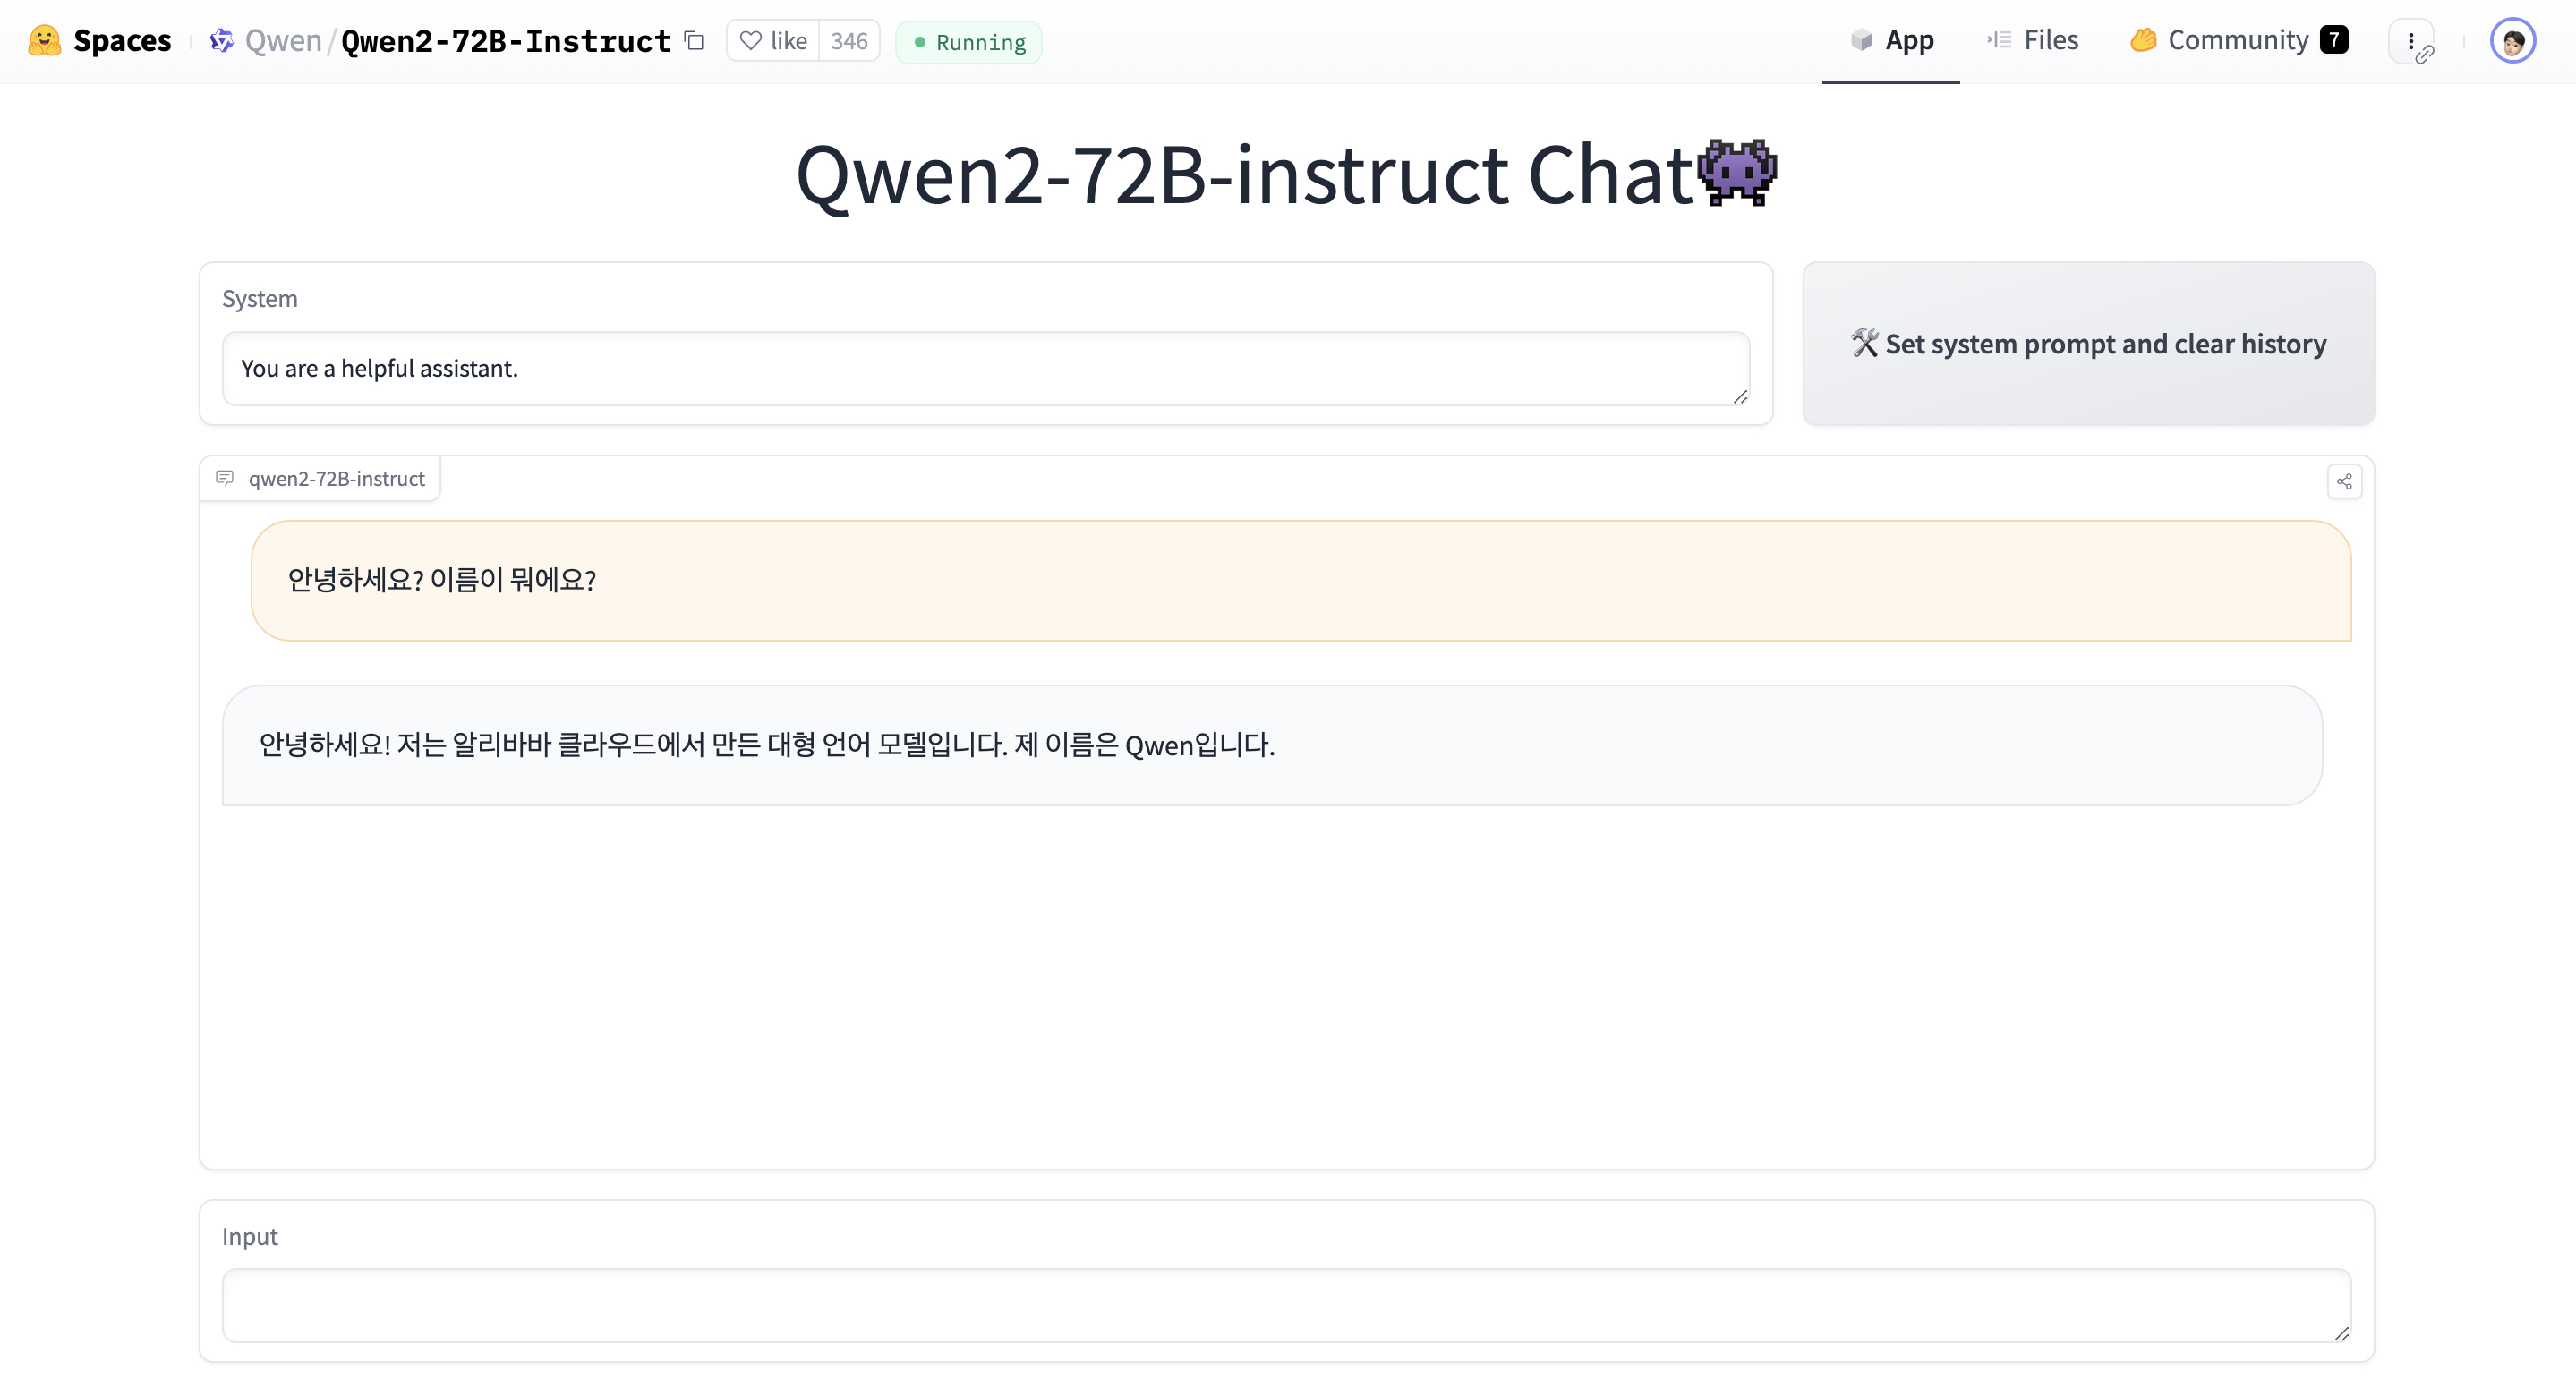 Spaces
Qwen/Qwen2-72B-Instruct
like 346
Running
App
Files
Community 7
Qwen2-72B-instruct Chat
System
You are a helpful assistant.
Set system prompt and clear history
qwen2-72B-instruct
안녕하세요? 이름이 뭐에요?
안녕하세요! 저는 알리바바 클라우드에서 만든 대형 언어 모델입니다. 제 이름은 Qwen입니다.
Input